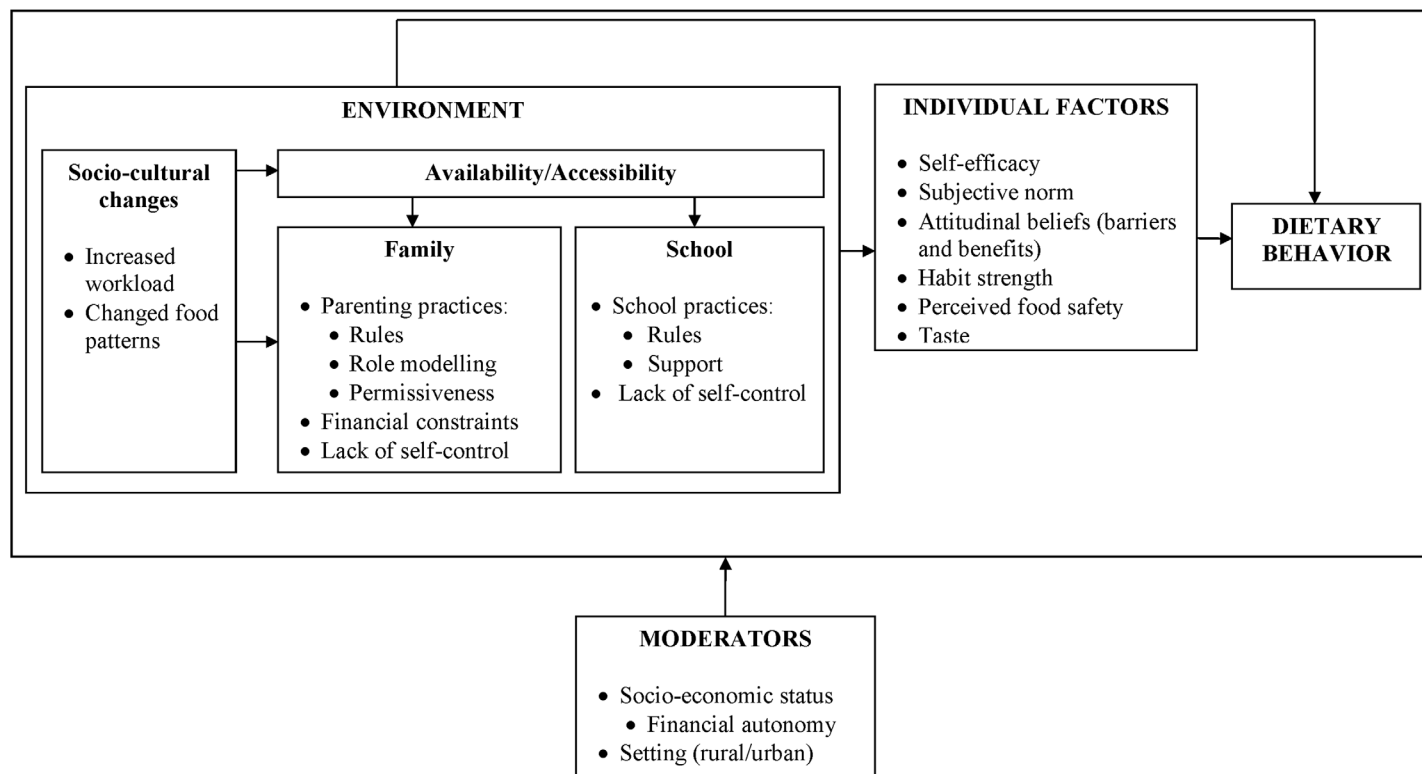 ENVIRONMENT
Socio-cultural
changes
• Increased
workload
• Changed food
patterns
Availability/Accessibility
Family
• Parenting practices:
• Rules
• Role modelling
• Permissiveness
• Financial constraints
• Lack of self-control
School
• School practices:
• Rules
• Support
• Lack of self-control
INDIVIDUAL FACTORS
• Self-efficacy
• Subjective norm
• Attitudinal beliefs (barriers
and benefits)
• Habit strength
• Perceived food safety
• Taste
DIETARY
BEHAVIOR
MODERATORS
• Socio-economic status
• Financial autonomy
• Setting (rural/urban)